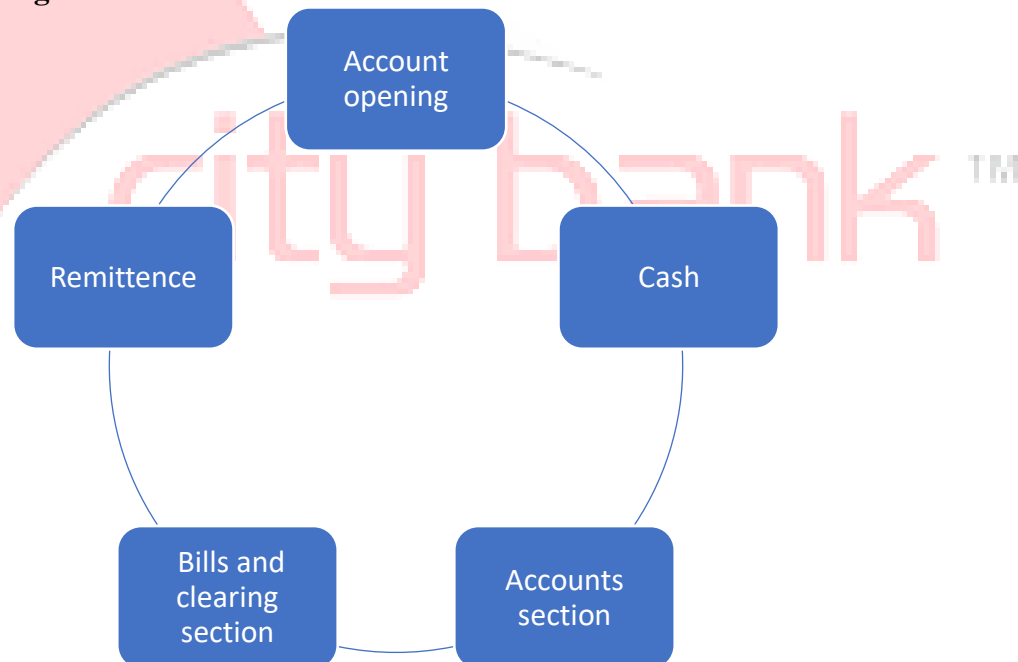 g
Account
opening
city bank TM
Remittence
Cash
Bills and
clearing
section
Accounts
section